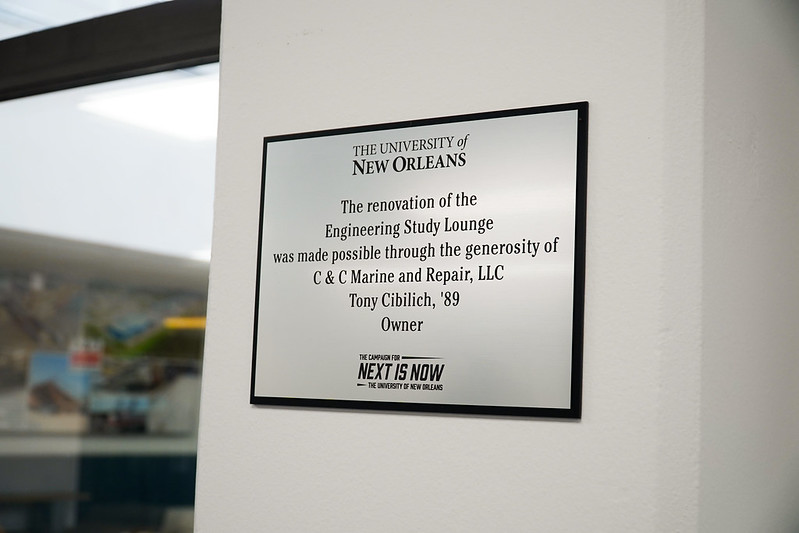 THE UNIVERSITY of
NEW ORLEANS
The renovation of the
Engineering Study Lounge
was made possible through the generosity of
C & C Marine and Repair, LLC
Tony Cibilich, '89
Owner
THE CAMPAIGN FOR
NEXT IS NOW
THE UNIVERSITY OF NEW ORLEANS